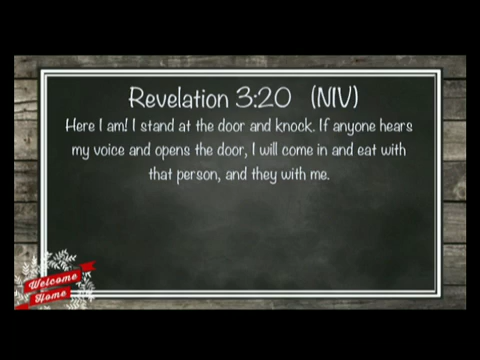 Revelation 3:20 (NIV)
Here I am! I stand at the door and knock. If anyone hears
my voice and opens the door, I will come in and eat with
that person, and they with me.
Welcome
Home